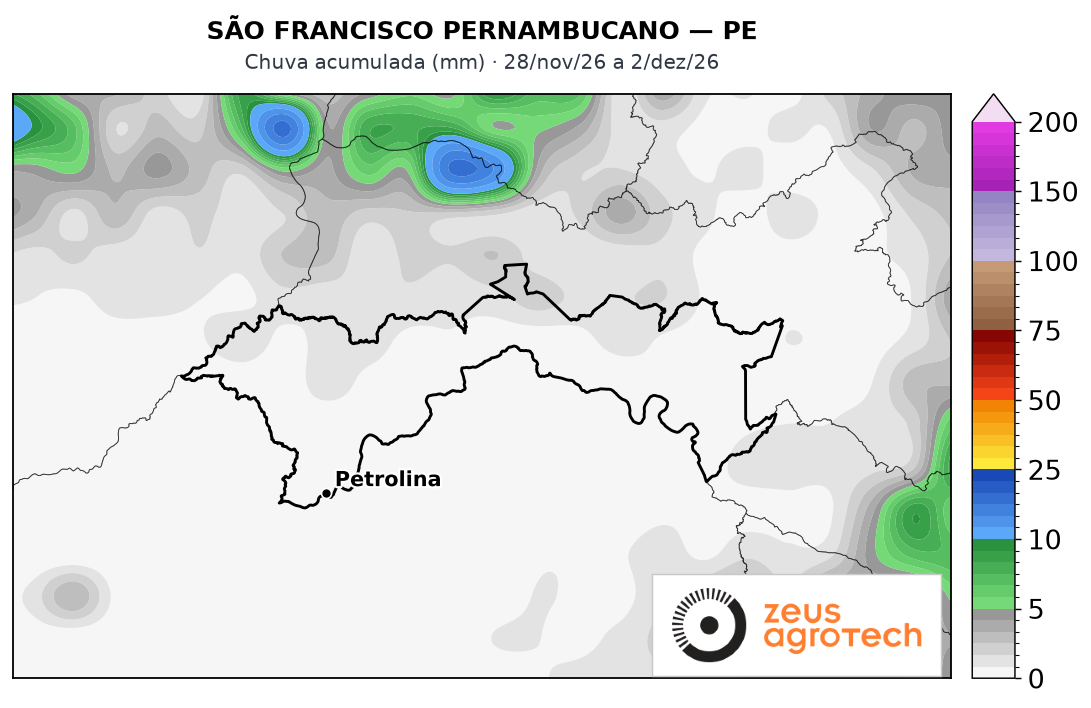 SÃO FRANCISCO PERNAMBUCANO — PE
Chuva acumulada (mm) · 28/nov/26 a 2/dez/26
200
150
100
75
50
25
10
5
0
Petrolina
zeus
agrotech